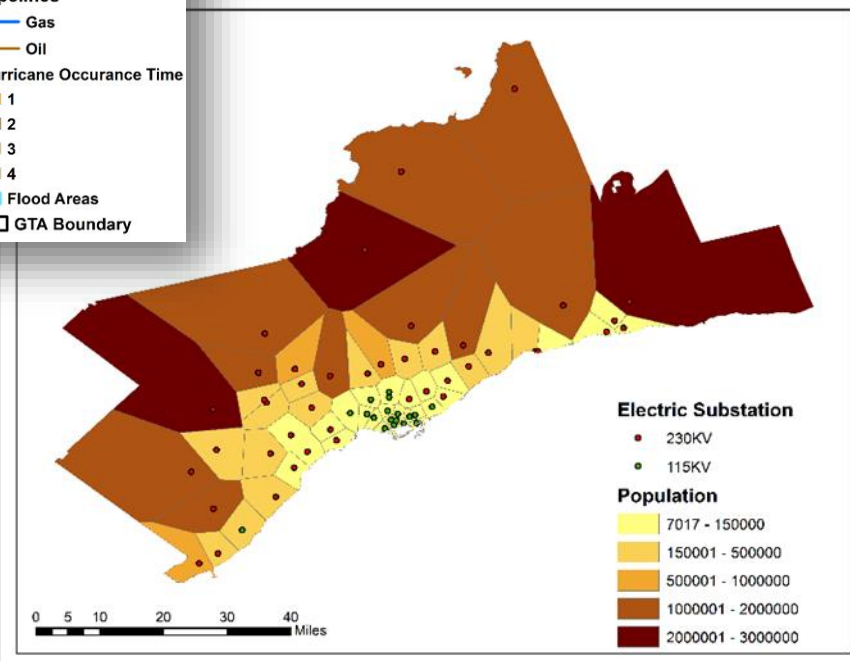 Gas
Oil
rricane Occurance Time
1
2
3
4
Flood Areas
GTA Boundary
Electric Substation
230KV
115KV
Population
7017 - 150000
150001 - 500000
500001 - 1000000
1000001 - 2000000
2000001 - 3000000
0 5 10 20 30 40
Miles